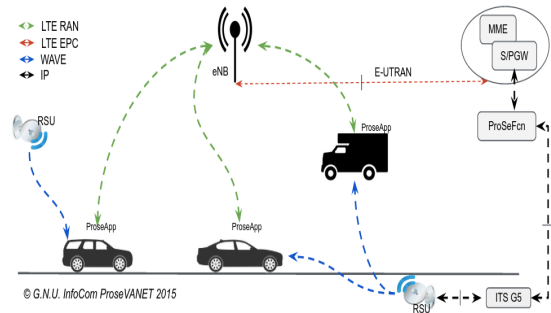 LTE RAN
LTE EPC
WAVE
IP
eNB
E-UTRAN
MME
S/PGW
ProSeFcn
RSU
ProseApp
ProseApp
ProseApp
© G.N.U. InfoCom ProseVANET 2015
RSU
ITS G5